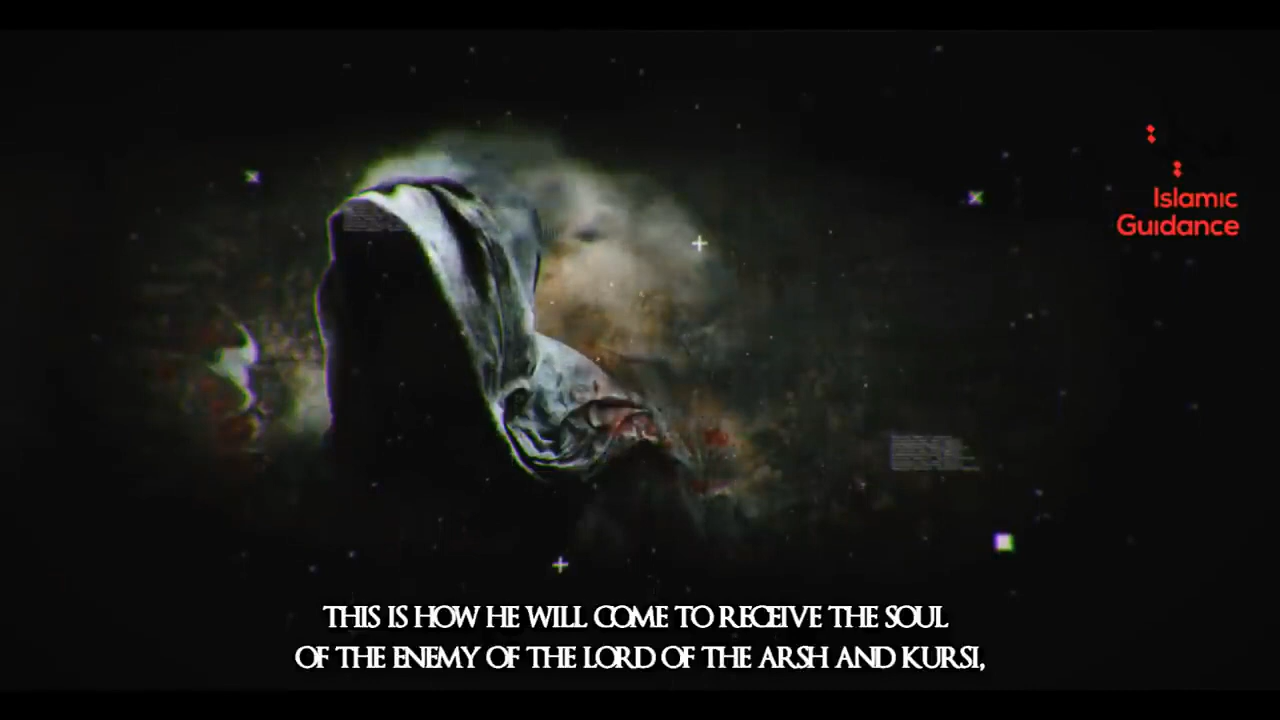 Islamic
Guidance
THIS IS HOW HE WILL COME TO RECEIVE THE SOUL
OF THE ENEMY OF THE LORD OF THE ARSH AND KURSI,